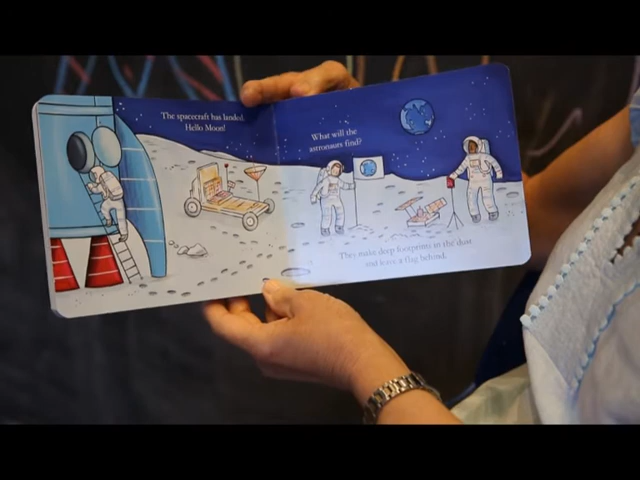 The spacecraft has landed.
Hello Moon!
What will the
astronauts find?
They make deep footprints in the dust
and leave a flag behind.